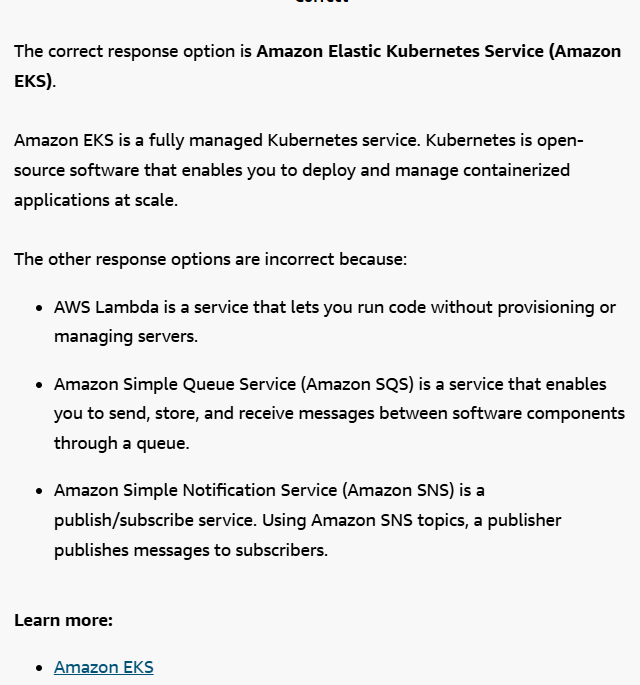 Correct
The correct response option is Amazon Elastic Kubernetes Service (Amazon
EKS).
Amazon EKS is a fully managed Kubernetes service. Kubernetes is open-
source software that enables you to deploy and manage containerized
applications at scale.
The other response options are incorrect because:
• AWS Lambda is a service that lets you run code without provisioning or
managing servers.
• Amazon Simple Queue Service (Amazon SQS) is a service that enables
you to send, store, and receive messages between software components
through a queue.
• Amazon Simple Notification Service (Amazon SNS) is a
publish/subscribe service. Using Amazon SNS topics, a publisher
publishes messages to subscribers.
Learn more:
• Amazon EKS